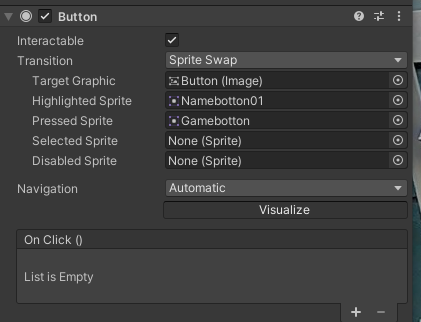 Button
Interactable
Transition Sprite Swap
Target Graphic Button (Image)
Highlighted Sprite Namebotton01
Pressed Sprite Gamebotton
Selected Sprite None (Sprite)
Disabled Sprite None (Sprite)
Navigation Automatic
Visualize
On Click ()
List is Empty